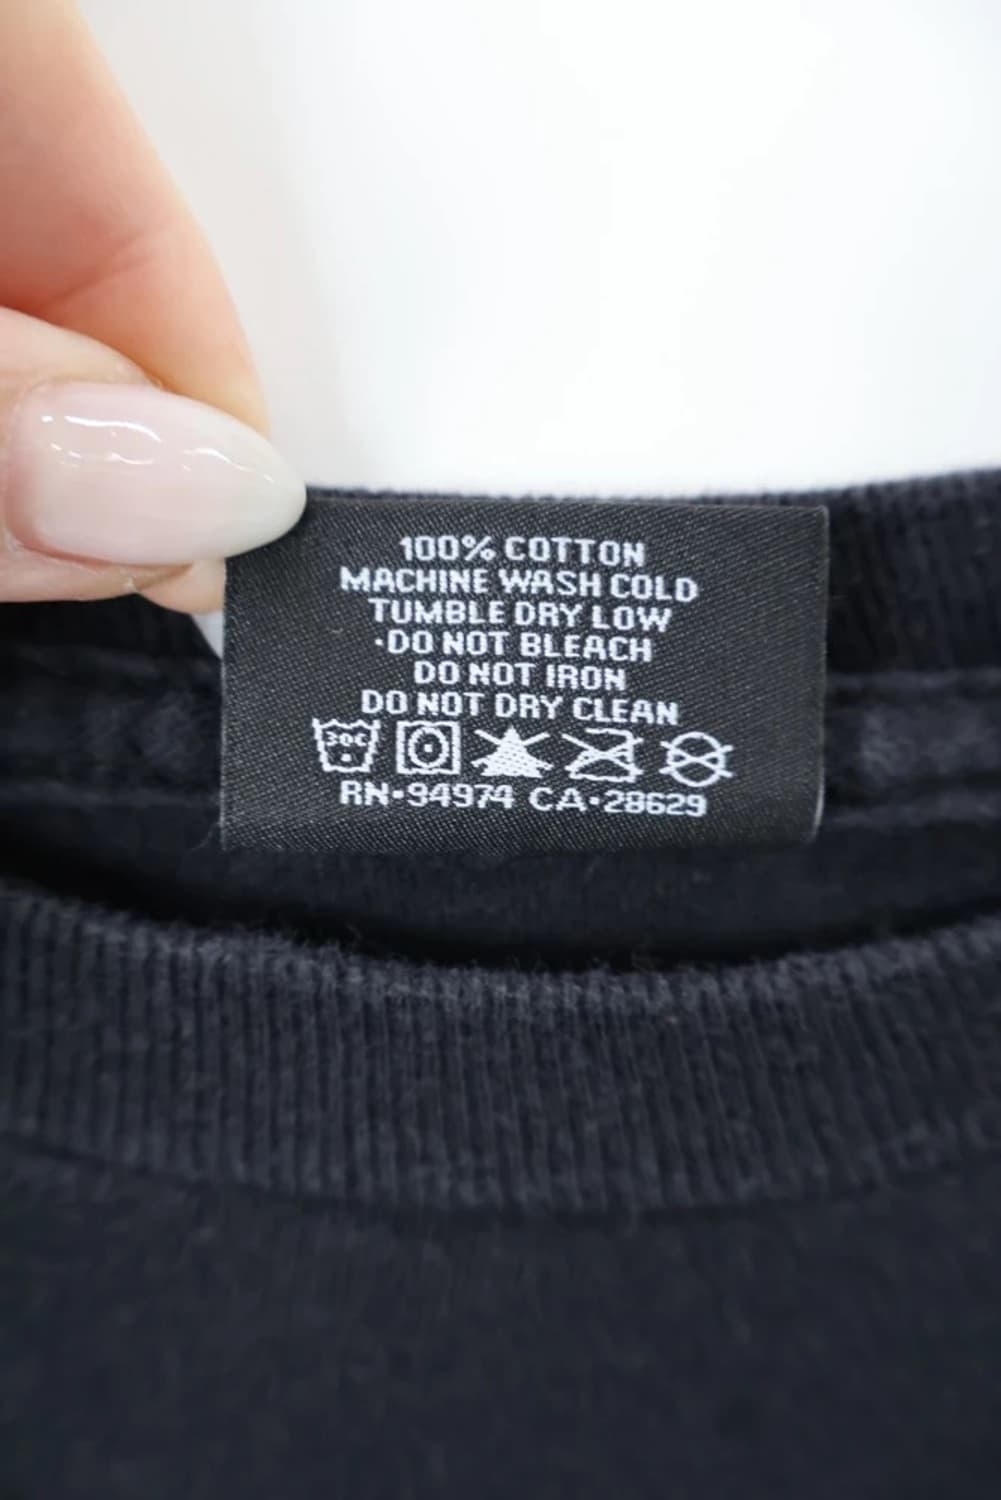 100% COTTON
MACHINE WASH COLD
TUMBLE DRY LOW
·DO NOT BLEACH
DO NOT IRON
DO NOT DRY CLEAN
30C
RN·94974 CA·28629